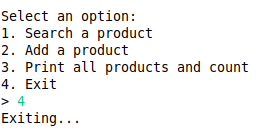 Select an option:
1. Search a product
2. Add a product
3. Print all products and count
4. Exit
> 4
Exiting...